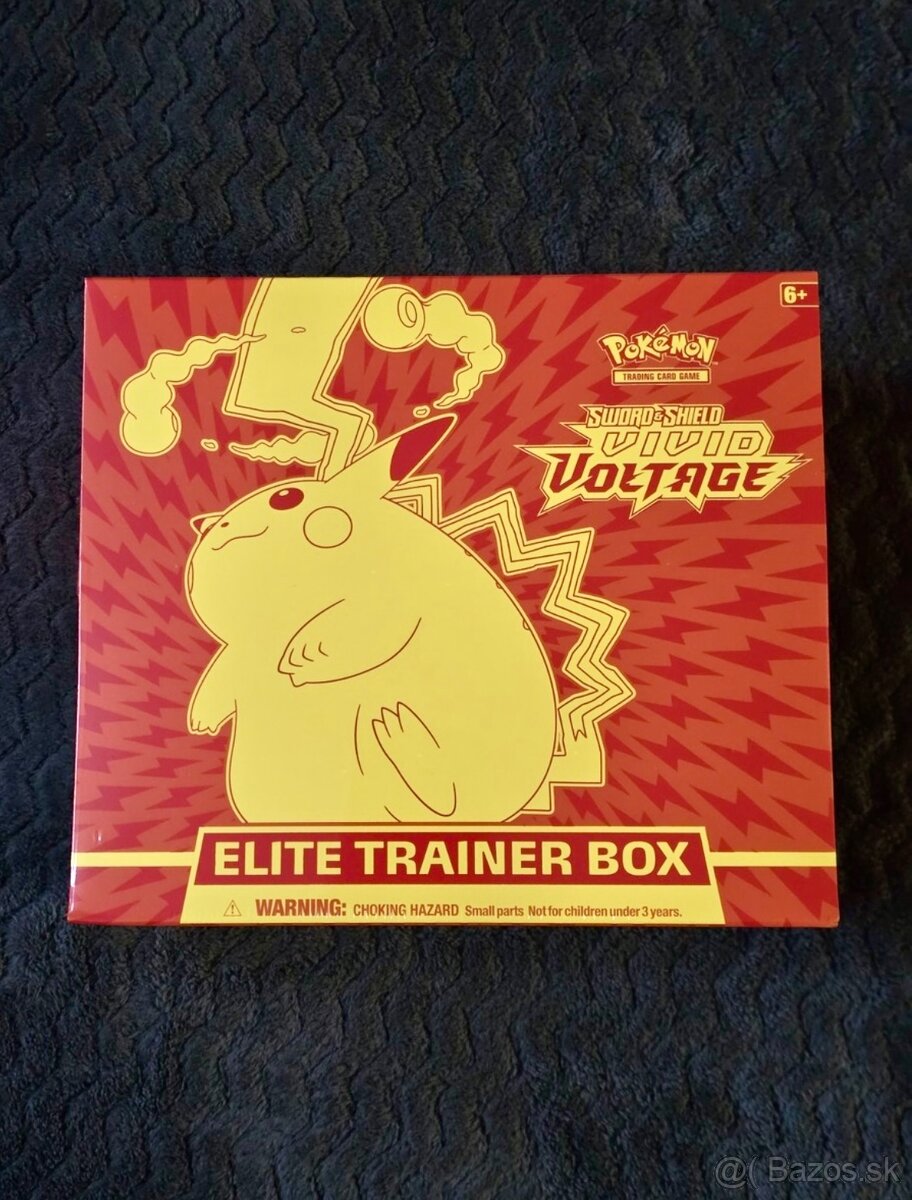 6+
POKéMON
TRADING CARD GAME
SWORD & SHIELD
VIVID
VOLTAGE
ELITE TRAINER BOX
⚠ WARNING: CHOKING HAZARD Small parts Not for children under 3 years.
@( Bazos.sk